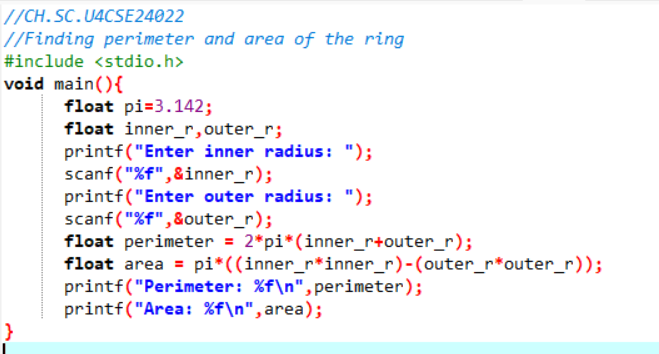 //CH.SC.U4CSE24022
//Finding perimeter and area of the ring
#include <stdio.h>
void main(){
float pi=3.142;
float inner_r,outer_r;
printf("Enter inner radius: ");
scanf("%f",&inner_r);
printf("Enter outer radius: ");
scanf("%f",&outer_r);
float perimeter = 2*pi*(inner_r+outer_r);
float area = pi*((inner_r*inner_r)-(outer_r*outer_r));
printf("Perimeter: %f\n",perimeter);
printf("Area: %f\n",area);
}